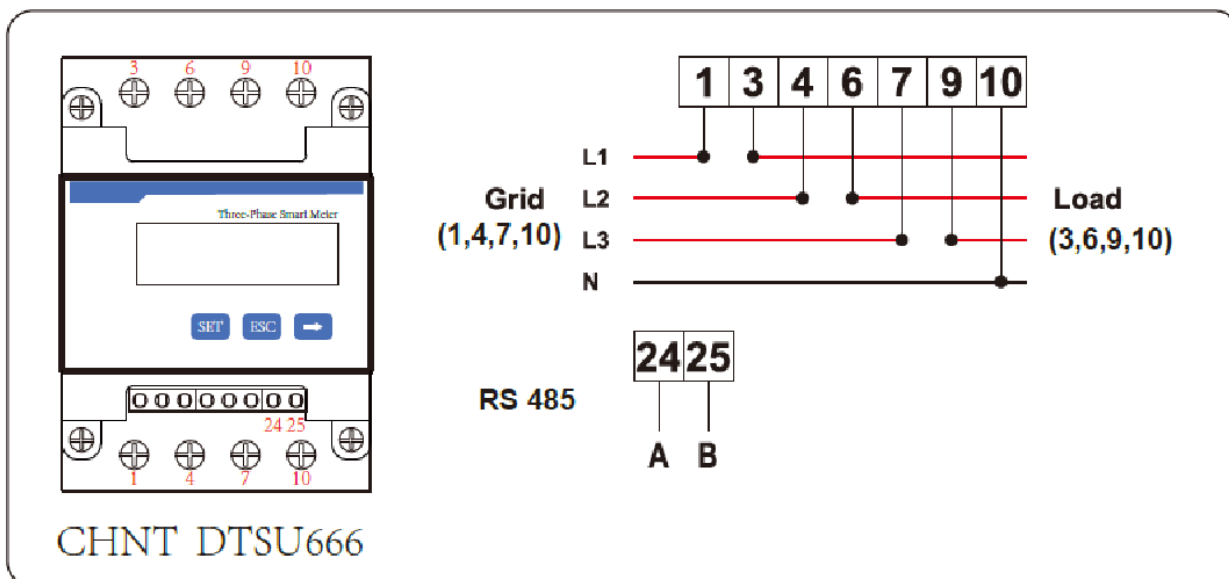 3 6 9 10
Three-Phase Smart Meter
SET ESC
24 25
1 4 7 10
CHNT DTSU666
1 3 4 6 7 9 10
L1
Grid L2 Load
(1,4,7,10) L3 (3,6,9,10)
N
24 25
RS 485
A B